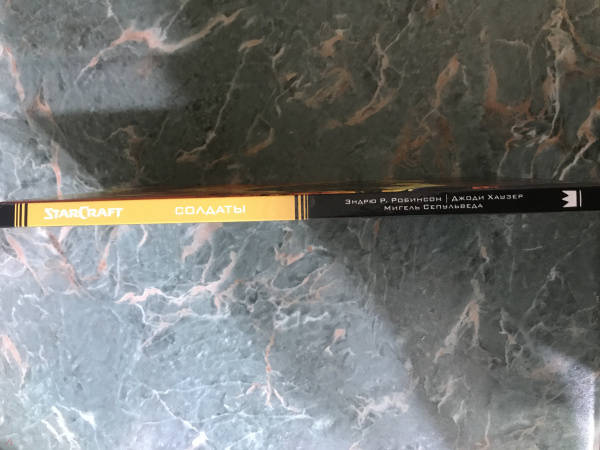 StarCraft СОЛДАТЫ
Эндрю Р. Робинсон | Джоди Хаузер
Мигель Сепульведа